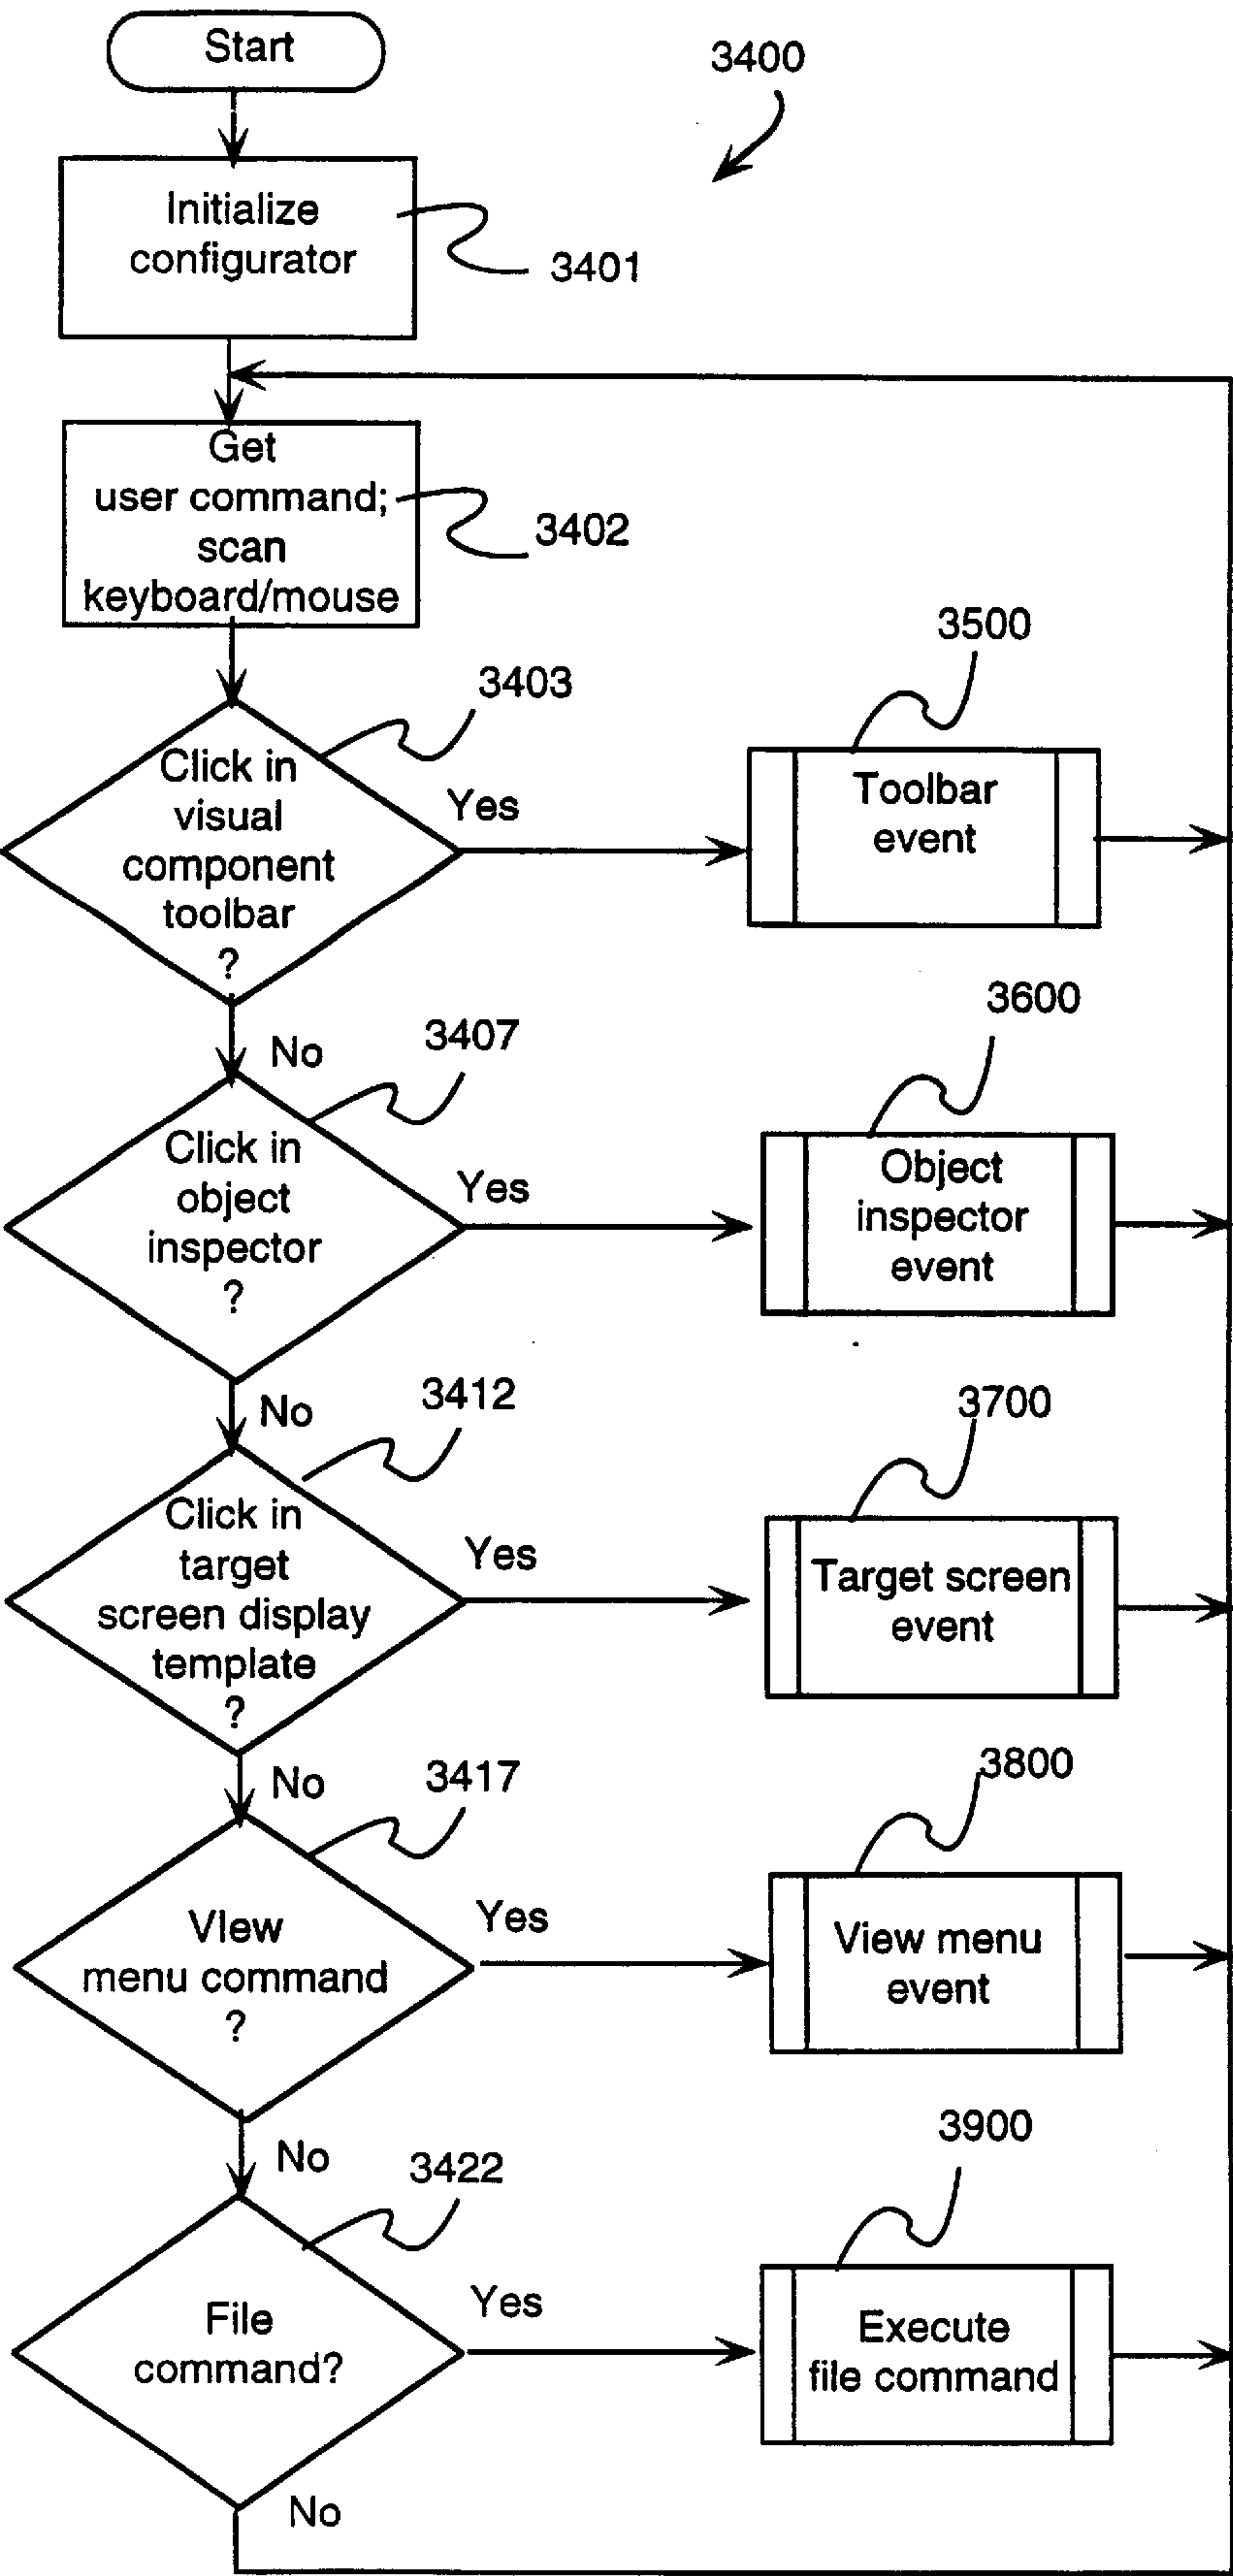 Start
3400
Initialize
configurator
3401
Get
user command;
scan
keyboard/mouse
3402
3500
3403
Click in
visual
component
toolbar
?
Yes
Toolbar
event
No
3600
3407
Click in
object
inspector
?
Yes
Object
inspector
event
No
3700
3412
Click in
target
screen display
template
?
Yes
Target screen
event
No
3800
3417
VIew
menu command
?
Yes
View menu
event
No
3900
3422
File
command?
Yes
Execute
file command
No